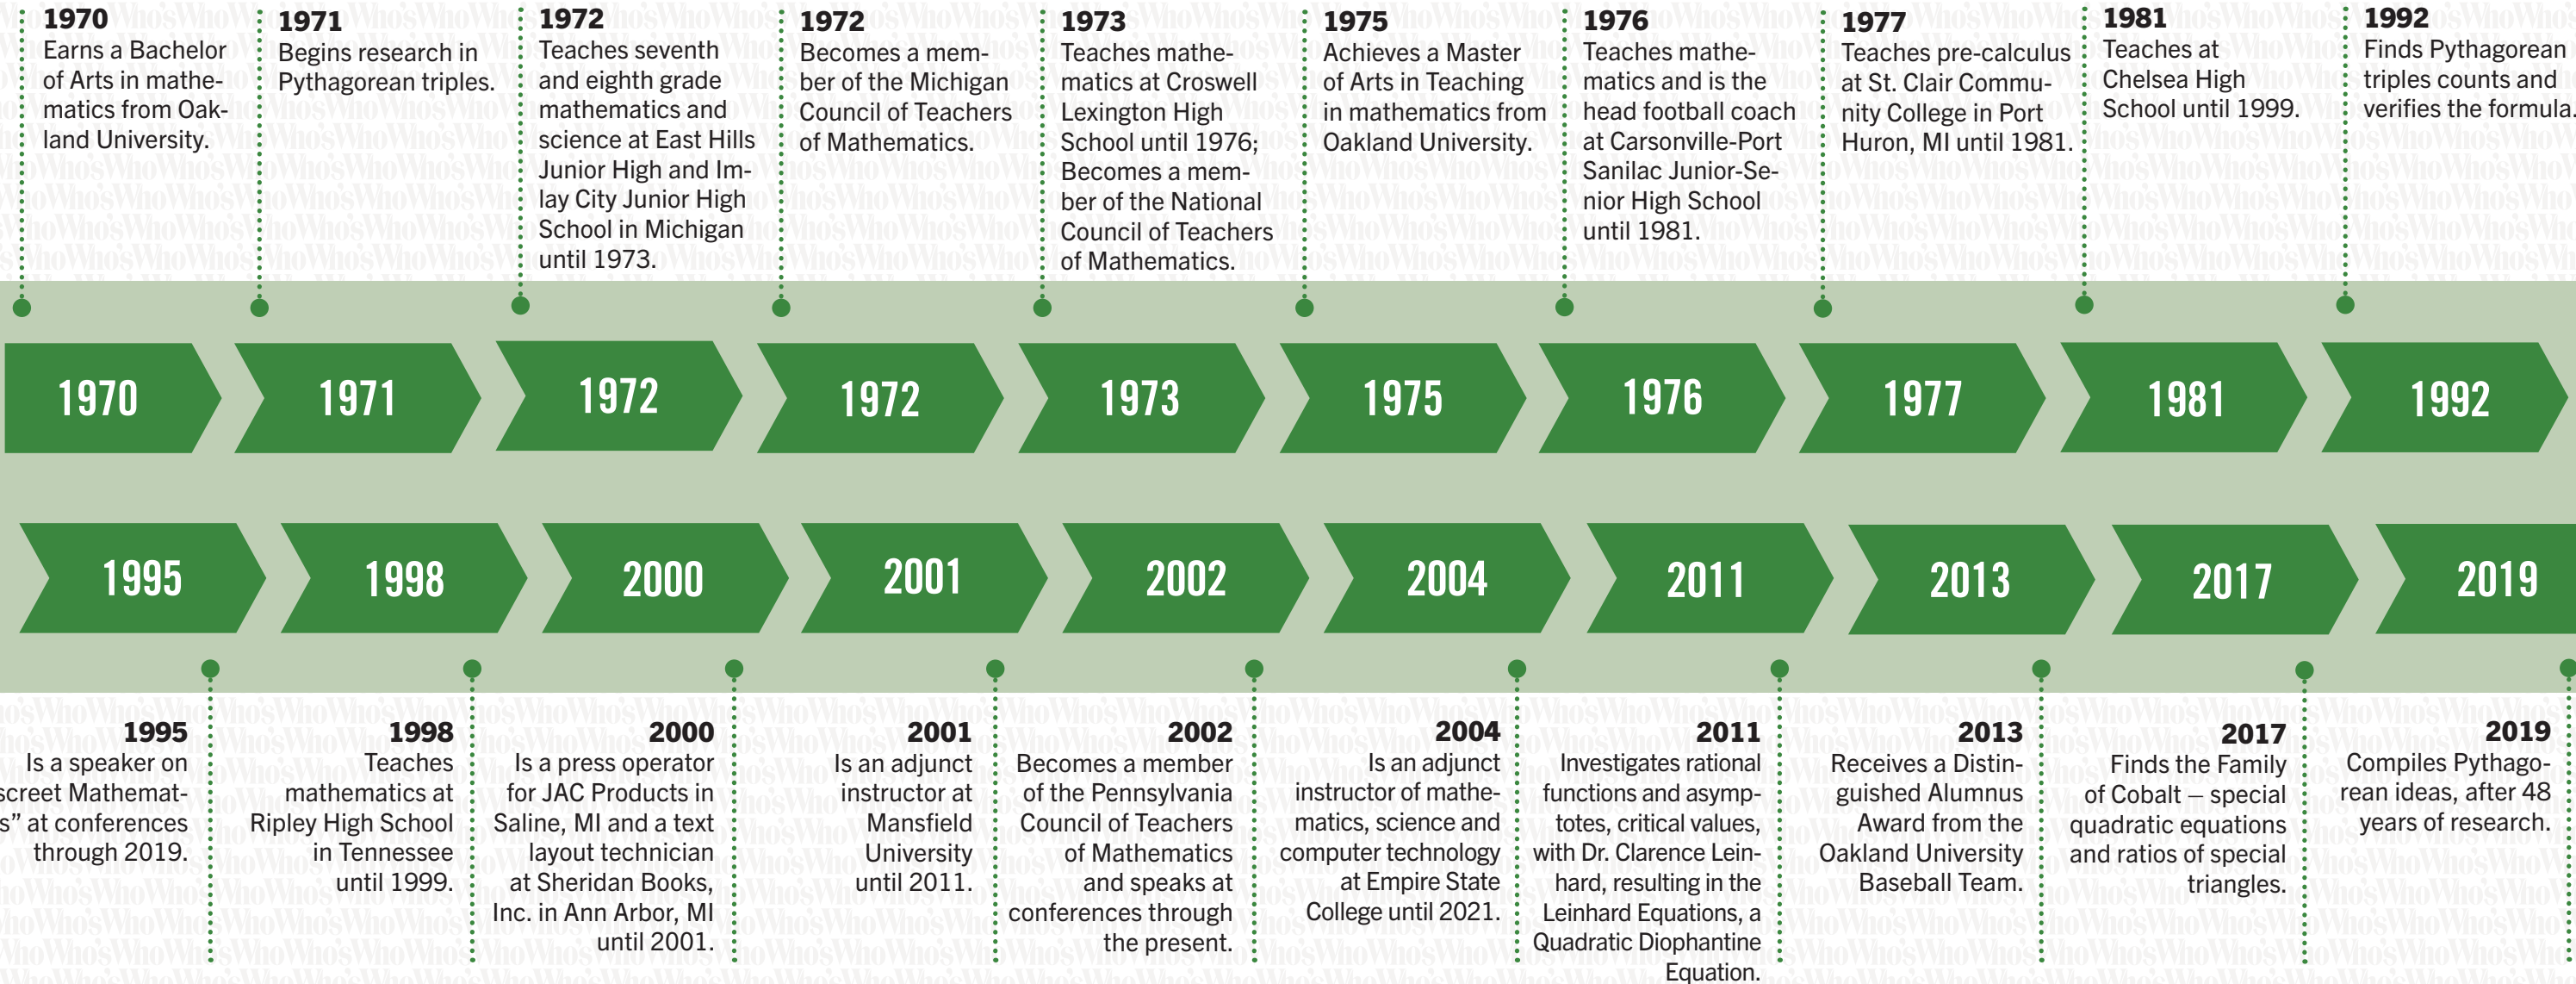 1970
Earns a Bachelor
of Arts in mathe-
matics from Oak-
land University.
1971
Begins research in
Pythagorean triples.
1972
Teaches seventh
and eighth grade
mathematics and
science at East Hills
Junior High and Im-
lay City Junior High
School in Michigan
until 1973.
1972
Becomes a mem-
ber of the Michigan
Council of Teachers
of Mathematics.
1973
Teaches mathe-
matics at Croswell
Lexington High
School until 1976;
Becomes a mem-
ber of the National
Council of Teachers
of Mathematics.
1975
Achieves a Master
of Arts in Teaching
in mathematics from
Oakland University.
1976
Teaches mathe-
matics and is the
head football coach
at Carsonville-Port
Sanilac Junior-Se-
nior High School
until 1981.
1977
Teaches pre-calculus
at St. Clair Commu-
nity College in Port
Huron, MI until 1981.
1981
Teaches at
Chelsea High
School until 1999.
1992
Finds Pythagorean
triples counts and
verifies the formula.
1970
1971
1972
1972
1973
1975
1976
1977
1981
1992
1995
1998
2000
2001
2002
2004
2011
2013
2017
2019
1995
Is a speaker on
screet Mathemat-
s” at conferences
through 2019.
1998
Teaches
mathematics at
Ripley High School
in Tennessee
until 1999.
2000
Is a press operator
for JAC Products in
Saline, MI and a text
layout technician
at Sheridan Books,
Inc. in Ann Arbor, MI
until 2001.
2001
Is an adjunct
instructor at
Mansfield
University
until 2011.
2002
Becomes a member
of the Pennsylvania
Council of Teachers
of Mathematics
and speaks at
conferences through
the present.
2004
Is an adjunct
instructor of mathe-
matics, science and
computer technology
at Empire State
College until 2021.
2011
Investigates rational
functions and asymp-
totes, critical values,
with Dr. Clarence Lein-
hard, resulting in the
Leinhard Equations, a
Quadratic Diophantine
Equation.
2013
Receives a Distin-
guished Alumnus
Award from the
Oakland University
Baseball Team.
2017
Finds the Family
of Cobalt – special
quadratic equations
and ratios of special
triangles.
2019
Compiles Pythago-
rean ideas, after 48
years of research.